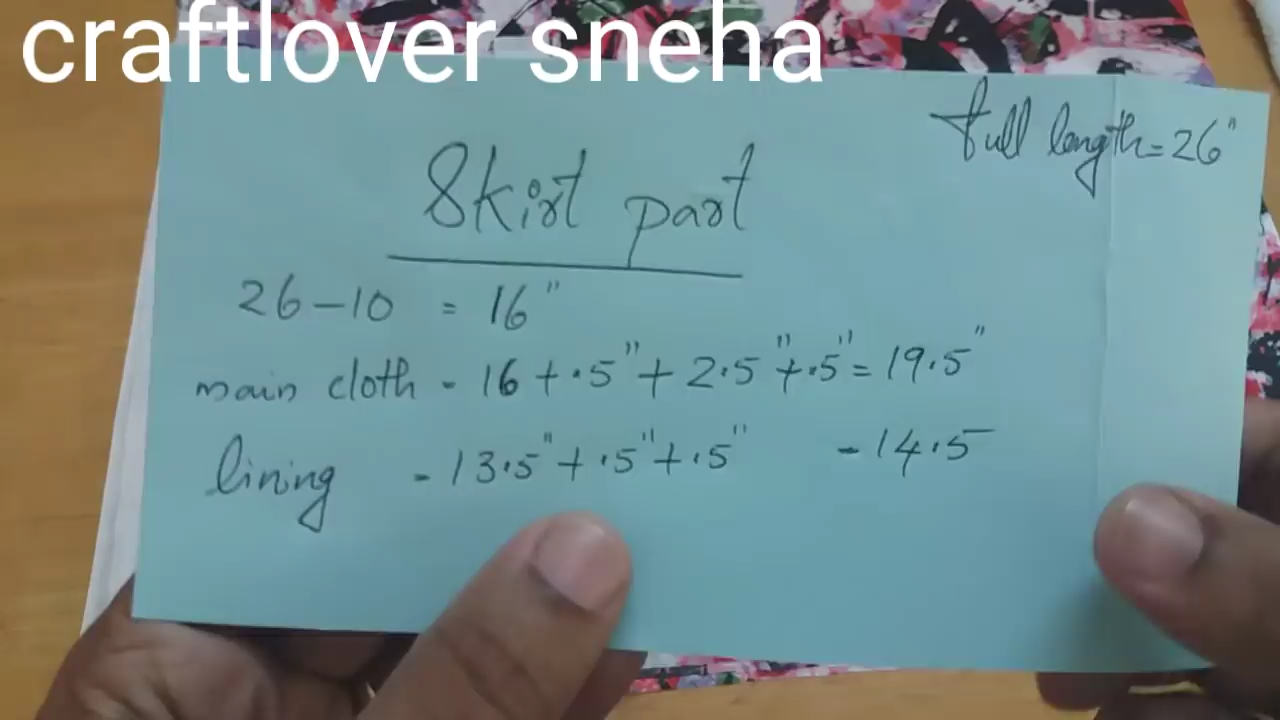 craftlover sneha
full length = 26"
Skirt part
26-10 = 16"
main cloth - 16 + .5" + 2.5" + .5" = 19.5"
lining - 13.5" + .5" + .5" - 14.5